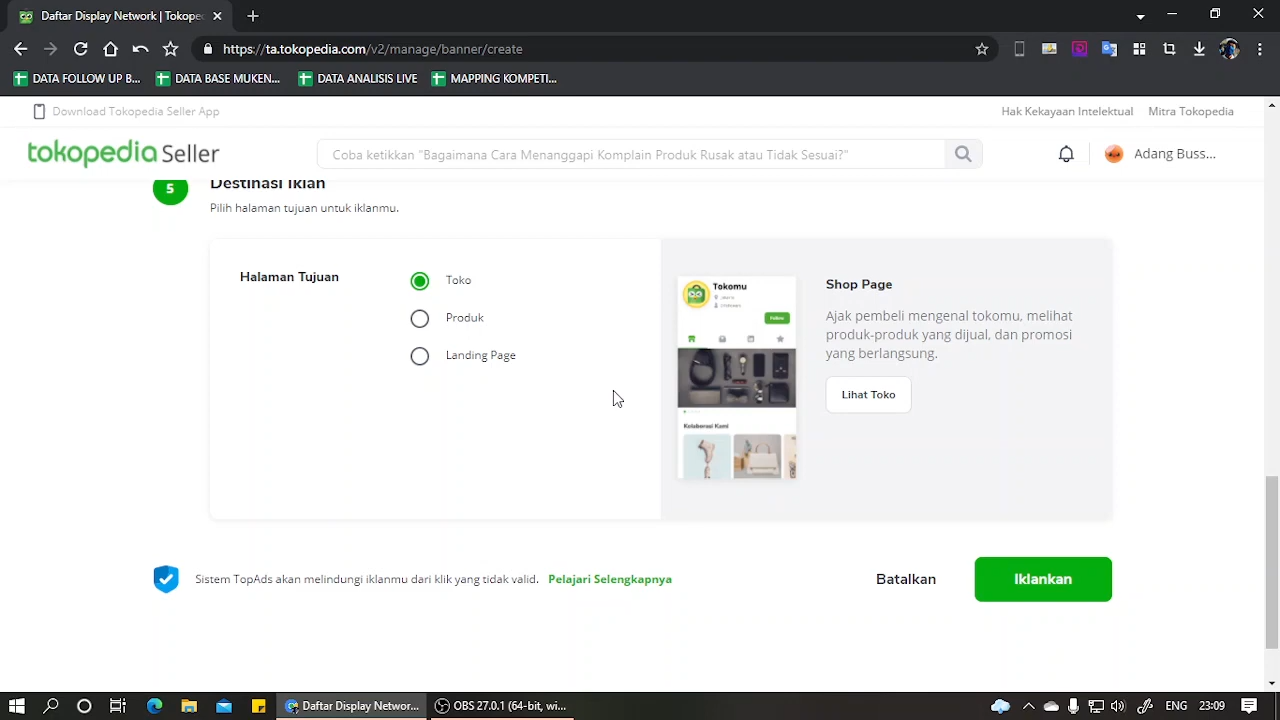 Daftar Display Network | Tokope
https://ta.tokopedia.com/v2/manage/banner/create
DATA FOLLOW UP B...
DATA BASE MUKEN...
DATA ANALISIS LIVE
MAPPING KOMPETI...
Download Tokopedia Seller App
Hak Kekayaan Intelektual
Mitra Tokopedia
tokopedia Seller
Coba ketikkan "Bagaimana Cara Menanggapi Komplain Produk Rusak atau Tidak Sesuai?"
Adang Buss...
5
Destinasi Iklan
Pilih halaman tujuan untuk iklanmu.
Halaman Tujuan
Toko
Produk
Landing Page
Tokomu
Follow
Kolaborasi Kami
Shop Page
Ajak pembeli mengenal tokomu, melihat
produk-produk yang dijual, dan promosi
yang berlangsung.
Lihat Toko
Sistem TopAds akan melindungi iklanmu dari klik yang tidak valid. Pelajari Selengkapnya
Batalkan
Iklankan
Daftar Display Networ...
OBS 27.0.1 (64-bit, wi...
ENG
23:09